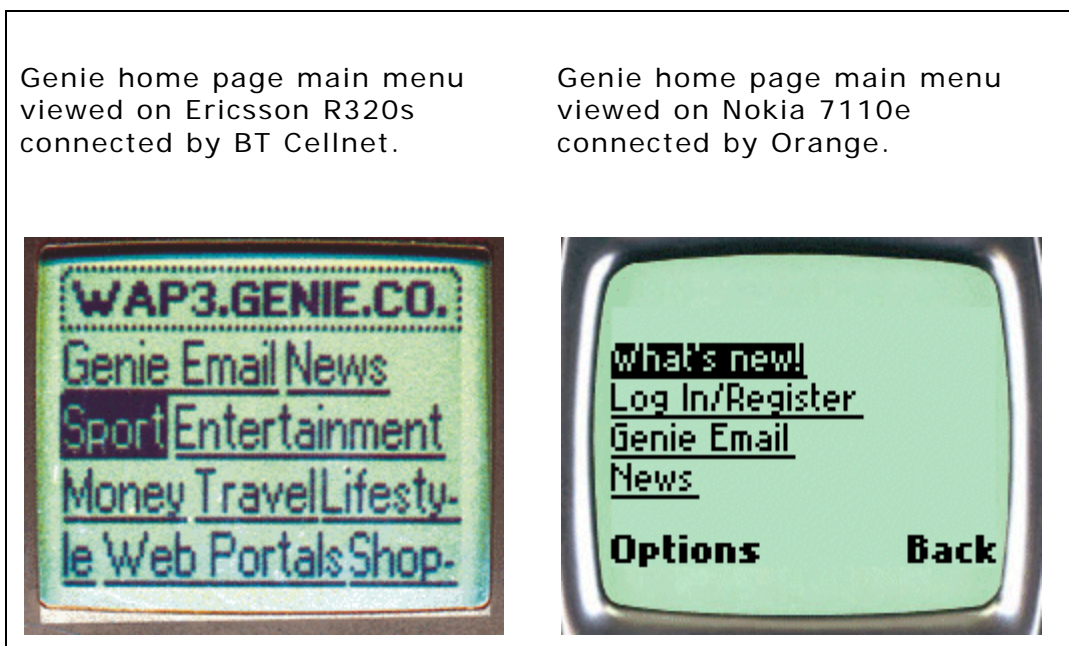 Genie home page main menu
viewed on Ericsson R320s
connected by BT Cellnet.
Genie home page main menu
viewed on Nokia 7110e
connected by Orange.
WAP3.GENIE.CO.
Genie Email News
Sport Entertainment
Money Travel Lifesty-
le Web Portals Shop-
What's new!
Log In/Register
Genie Email
News
Options Back